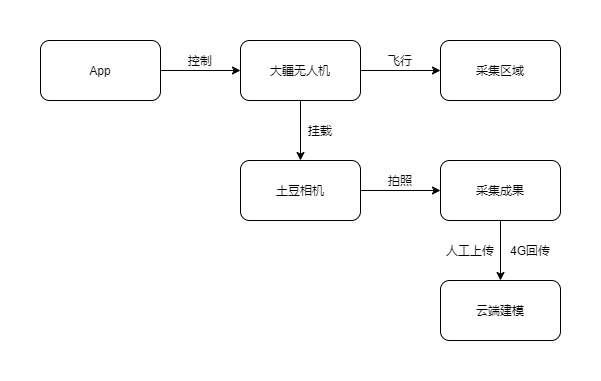 App
控制
大疆无人机
飞行
采集区域
挂载
土豆相机
拍照
采集成果
人工上传
4G回传
云端建模